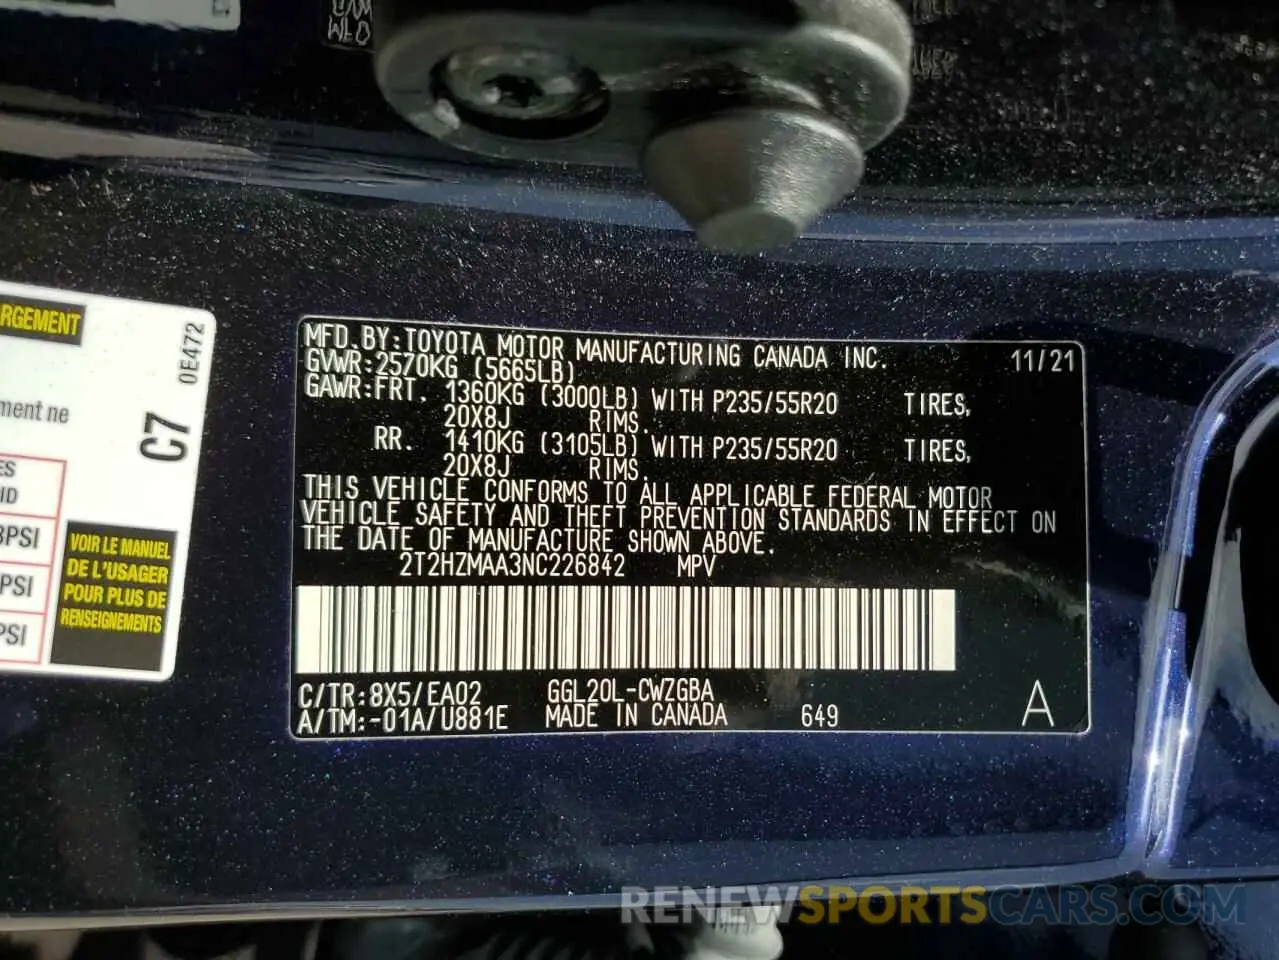 RGEMENT
0E472
ment ne
C7
ES
ID
PSI
PSI
PSI
VOIR LE MANUEL
DE L'USAGER
POUR PLUS DE
RENSEIGNEMENTS
MFD.BY:TOYOTA MOTOR MANUFACTURING CANADA INC. 11/21
GVWR:2570KG (5665LB)
GAWR:FRT. 1360KG (3000LB) WITH P235/55R20 TIRES,
20X8J RIMS.
RR. 1410KG (3105LB) WITH P235/55R20 TIRES,
20X8J RIMS.
THIS VEHICLE CONFORMS TO ALL APPLICABLE FEDERAL MOTOR
VEHICLE SAFETY AND THEFT PREVENTION STANDARDS IN EFFECT ON
THE DATE OF MANUFACTURE SHOWN ABOVE.
2T2HZMAA3NC226842 MPV
C/TR:8X5/EA02 GGL20L-CWZGBA
A/TM:-01A/U881E MADE IN CANADA 649 A
RENEWSPORTSCARS.COM